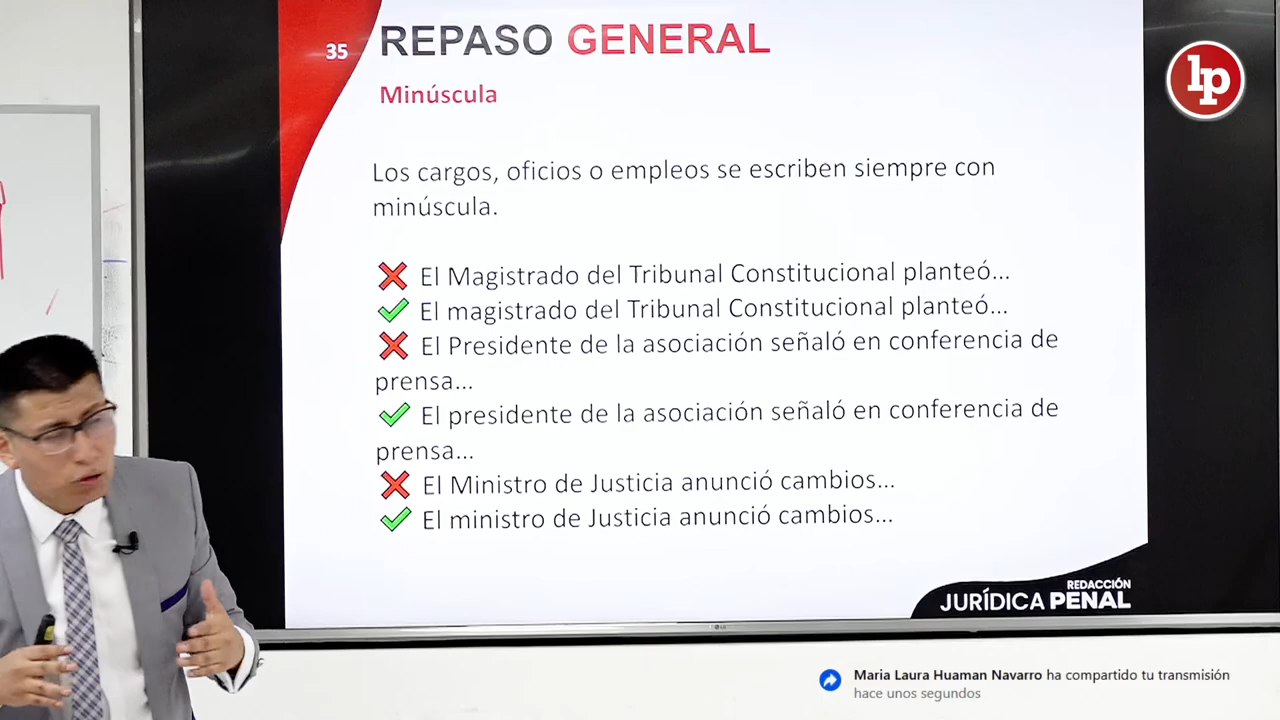 35
REPASO GENERAL
Minúscula
lp
Los cargos, oficios o empleos se escriben siempre con
minúscula.
El Magistrado del Tribunal Constitucional planteó...
El magistrado del Tribunal Constitucional planteó...
El Presidente de la asociación señaló en conferencia de
prensa...
El presidente de la asociación señaló en conferencia de
prensa...
El Ministro de Justicia anunció cambios...
El ministro de Justicia anunció cambios...
REDACCIÓN
JURÍDICA PENAL
LG
Maria Laura Huaman Navarro ha compartido tu transmisión
hace unos segundos